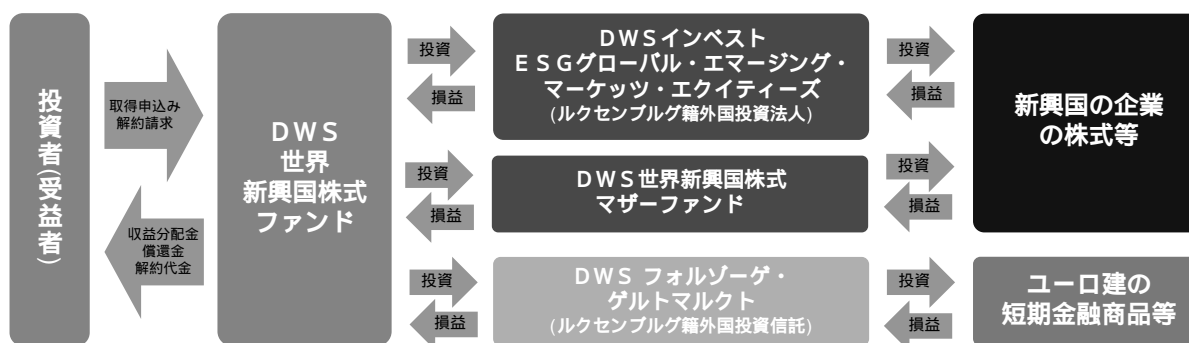 投資者(受益者)
取得申込み
解約請求
収益分配金
償還金
解約代金
DWS
世界
新興国株式
ファンド
投資
損益
DWSインベスト
ESGグローバル・エマージング・
マーケッツ・エクイティーズ
(ルクセンブルグ籍外国投資法人)
投資
損益
新興国の企業
の株式等
投資
損益
DWS世界新興国株式
マザーファンド
投資
損益
投資
損益
DWS フォルゾーゲ・
ゲルトマルクト
(ルクセンブルグ籍外国投資信託)
投資
損益
ユーロ建の
短期金融商品等